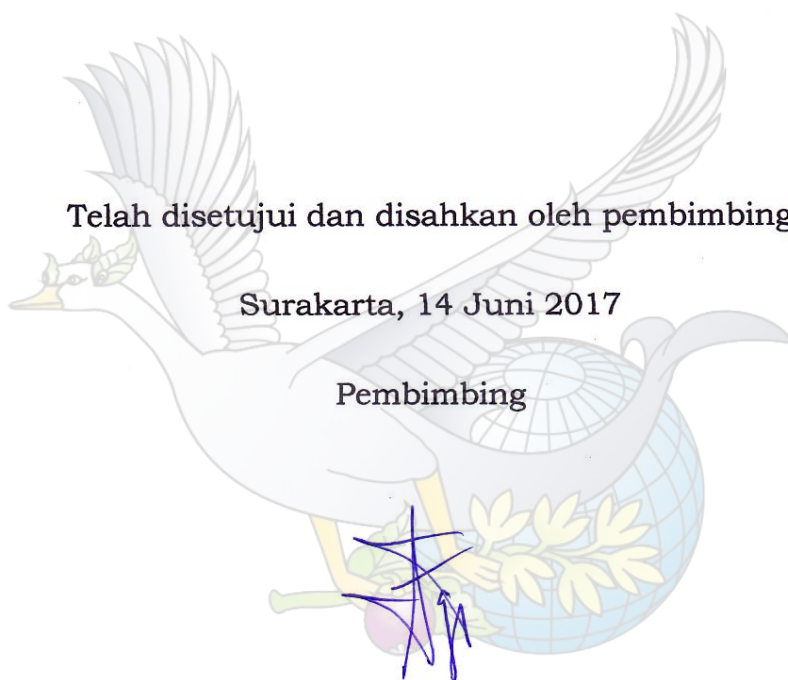 Telah disetujui dan disahkan oleh pembimbing
Surakarta, 14 Juni 2017
Pembimbing